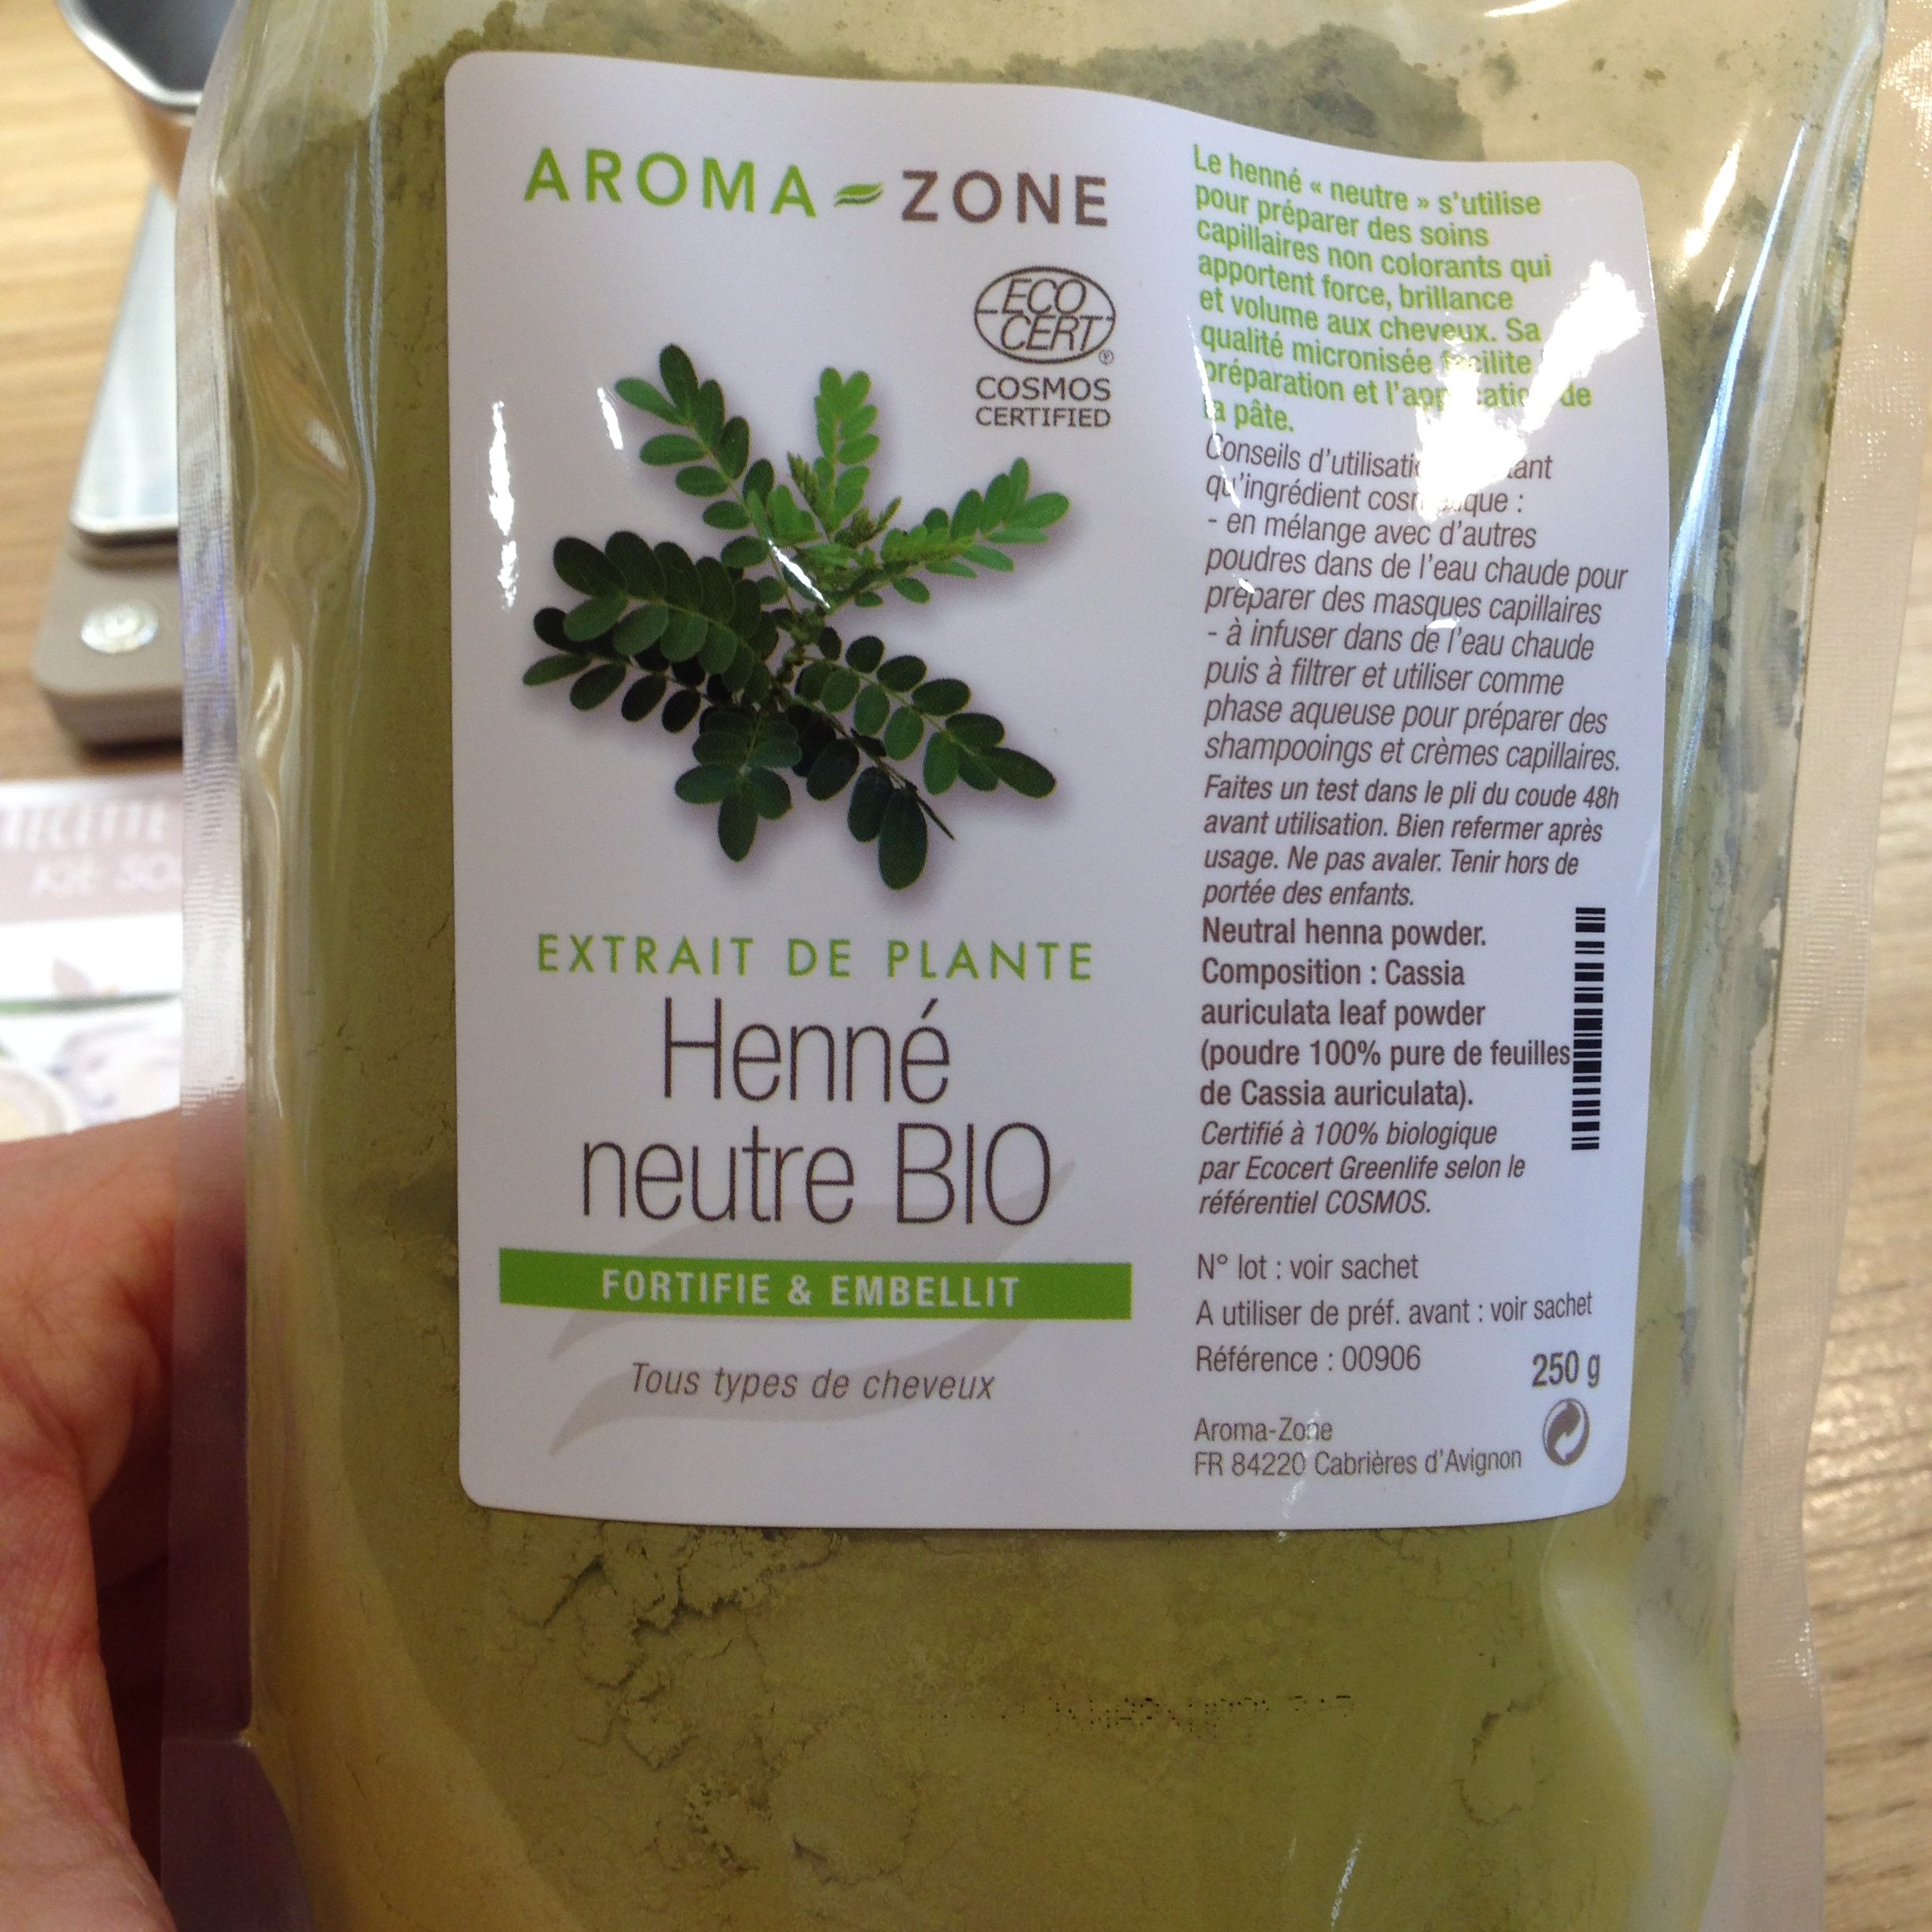 AROMA ZONE
ECO
CERT
®
COSMOS
CERTIFIED
EXTRAIT DE PLANTE
Henné
neutre BIO
FORTIFIE & EMBELLIT
Tous types de cheveux
Le henné « neutre » s'utilise
pour préparer des soins
capillaires non colorants qui
apportent force, brillance
et volume aux cheveux. Sa
qualité micronisée facilite
préparation et l'application de
la pâte.
Conseils d'utilisation
qu'ingrédient cosmétique :
- en mélange avec d'autres
poudres dans de l'eau chaude pour
préparer des masques capillaires
- à infuser dans de l'eau chaude
puis à filtrer et utiliser comme
phase aqueuse pour préparer des
shampooings et crèmes capillaires.
Faites un test dans le pli du coude 48h
avant utilisation. Bien refermer après
usage. Ne pas avaler. Tenir hors de
portée des enfants.
Neutral henna powder.
Composition : Cassia
auriculata leaf powder
(poudre 100% pure de feuilles
de Cassia auriculata).
Certifié à 100% biologique
par Ecocert Greenlife selon le
référentiel COSMOS.
N° lot : voir sachet
A utiliser de préf. avant : voir sachet
Référence : 00906
250 g
Aroma-Zone
FR 84220 Cabrières d'Avignon